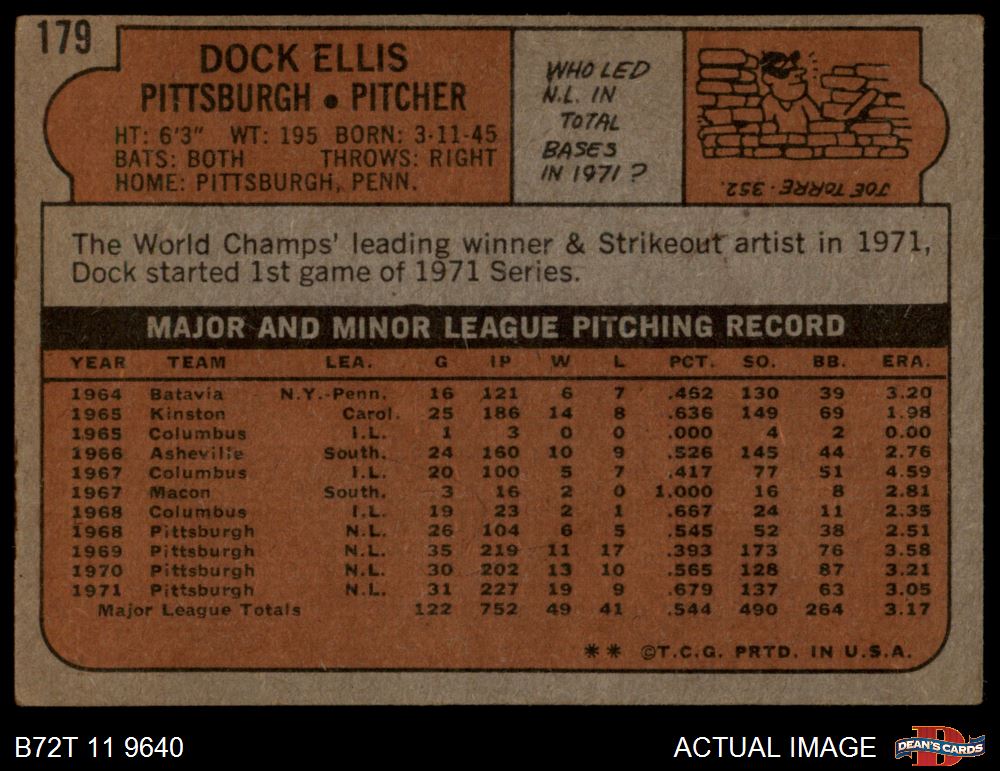 179
DOCK ELLIS
PITTSBURGH • PITCHER
HT: 6'3" WT: 195 BORN: 3-11-45
BATS: BOTH THROWS: RIGHT
HOME: PITTSBURGH, PENN.
WHO LED
N.L. IN
TOTAL
BASES
IN 1971 ?
JOE TORRE-352.
The World Champs' leading winner & Strikeout artist in 1971,
Dock started 1st game of 1971 Series.
MAJOR AND MINOR LEAGUE PITCHING RECORD
YEAR TEAM LEA. G IP W L PCT. SO. BB. ERA.
1964 Batavia N.Y.-Penn. 16 121 6 7 .462 130 39 3.20
1965 Kinston Carol. 25 186 14 8 .636 149 69 1.98
1965 Columbus I.L. 1 3 0 0 .000 4 2 0.00
1966 Asheville South. 24 160 10 9 .526 145 44 2.76
1967 Columbus I.L. 20 100 5 7 .417 77 51 4.59
1967 Macon South. 3 16 2 0 1.000 16 8 2.81
1968 Columbus I.L. 19 23 2 1 .667 24 11 2.35
1968 Pittsburgh N.L. 26 104 6 5 .545 52 38 2.51
1969 Pittsburgh N.L. 35 219 11 17 .393 173 76 3.58
1970 Pittsburgh N.L. 30 202 13 10 .565 128 87 3.21
1971 Pittsburgh N.L. 31 227 19 9 .679 137 63 3.05
Major League Totals 122 752 49 41 .544 490 264 3.17
** ©T.C.G. PRTD. IN U.S.A.
B72T 11 9640
ACTUAL IMAGE
D
DEAN'S CARDS